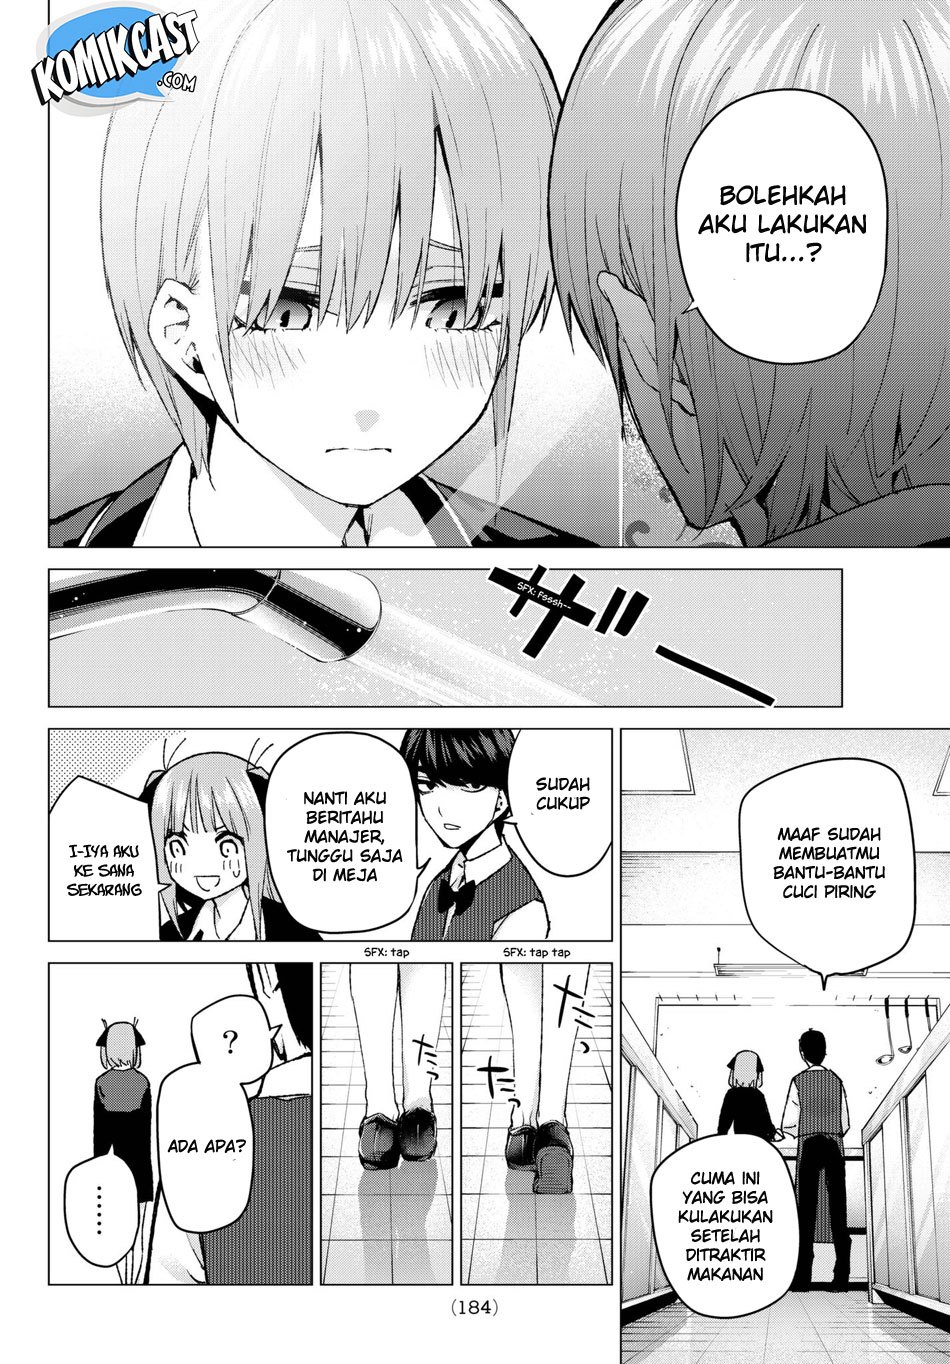 KOMIKCAST
.COM
BOLEHKAH
AKU LAKUKAN
ITU...?
SFX: Fsssh--
ザー
MAAF SUDAH
MEMBUATMU
BANTU-BANTU
CUCI PIRING
CUMA INI
YANG BISA
KULAKUKAN
SETELAH
DITRAKTIR
MAKANAN
SUDAH
CUKUP
NANTI AKU
BERITAHU
MANAJER,
TUNGGU SAJA
DI MEJA
I-IYA AKU
KE SANA
SEKARANG
SFX: tap tap
SFX: tap
?
ADA APA?
......
(184)